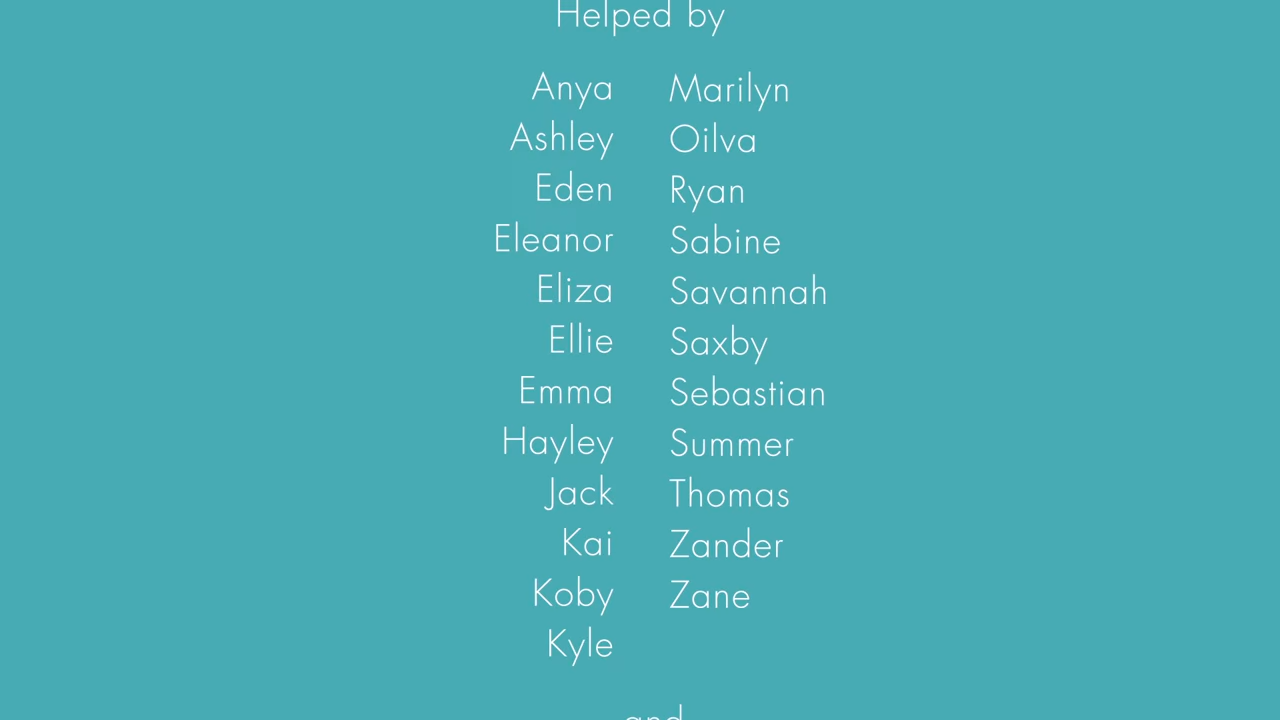 Helped by
Anya Marilyn
Ashley Oilva
Eden Ryan
Eleanor Sabine
Eliza Savannah
Ellie Saxby
Emma Sebastian
Hayley Summer
Jack Thomas
Kai Zander
Koby Zane
Kyle
and